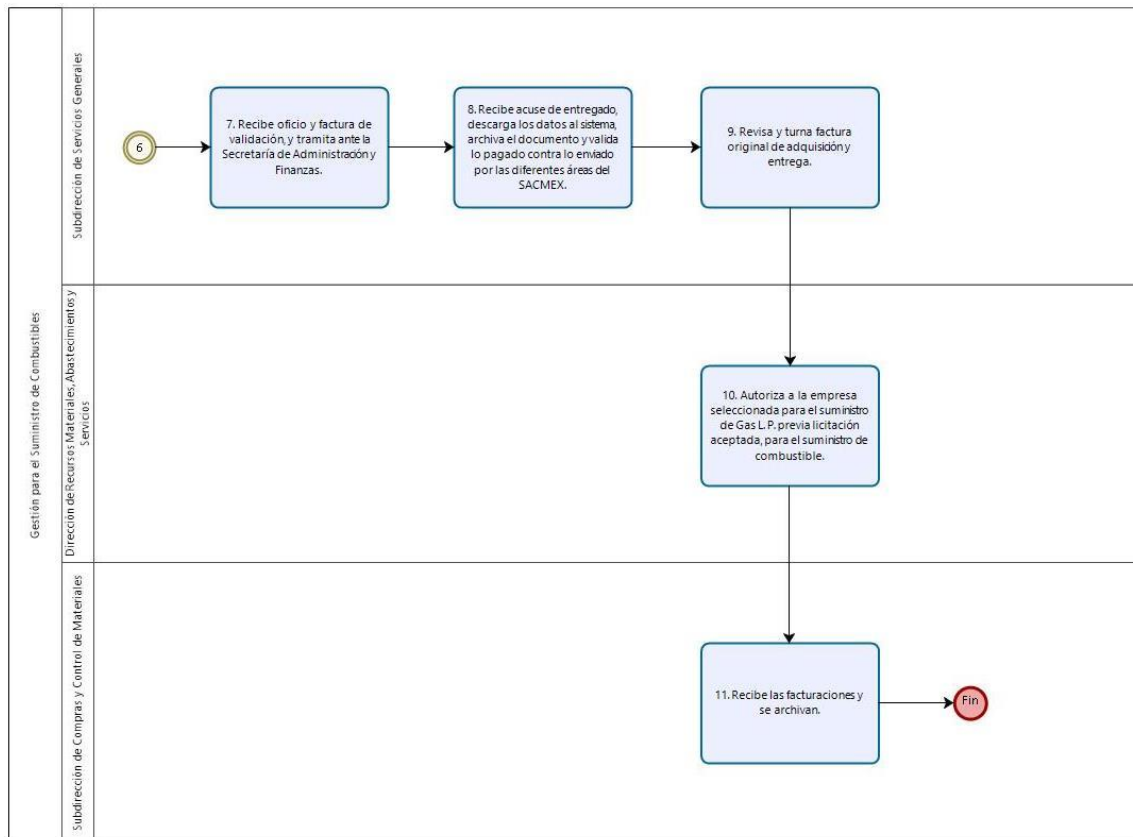 Gestión para el Suministro de Combustibles
Subdirección de Servicios Generales
6
7. Recibe oficio y factura de
validación, y tramita ante la
Secretaría de Administración y
Finanzas.
8. Recibe acuse de entregado,
descarga los datos al sistema,
archiva el documento y valida
lo pagado contra lo enviado
por las diferentes áreas del
SACMEX.
9. Revisa y turna factura
original de adquisición y
entrega.
Dirección de Recursos Materiales, Abastecimientos y
Servicios
10. Autoriza a la empresa
seleccionada para el suministro
de Gas L. P. previa licitación
aceptada, para el suministro de
combustible.
Subdirección de Compras y Control de Materiales
11. Recibe las facturaciones y
se archivan.
Fin